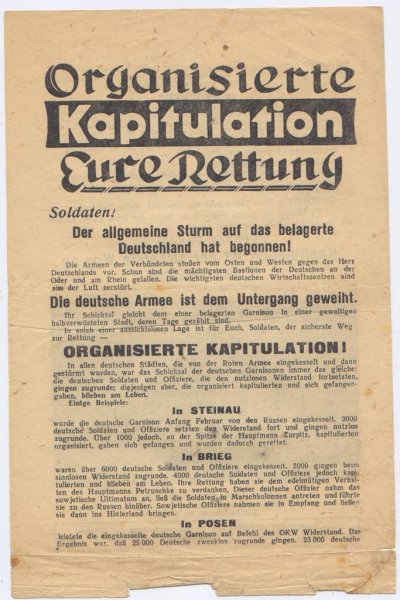 Organisierte
Kapitulation
Eure Rettung
Soldaten!
Der allgemeine Sturm auf das belagerte
Deutschland hat begonnen!
Die Armeen der Verbündeten stoßen vom Osten und Westen gegen das Herz
Deutschlands vor. Schon sind die mächtigsten Bastionen der Deutschen an der
Oder und am Rhein gefallen. Die wichtigsten deutschen Wirtschaftszentren sind
aus der Luft zerstört.
Die deutsche Armee ist dem Untergang geweiht.
Ihr Schicksal gleicht dem einer belagerten Garnison in einer gewaltigen
halbverwüsteten Stadt, deren Tage gezählt sind.
In solch einer aussichtslosen Lage ist für Euch, Soldaten, der sicherste Weg
zur Rettung —
ORGANISIERTE KAPITULATION!
In allen deutschen Städten, die von der Roten Armee eingekesselt und dann
gestürmt wurden, war das Schicksal der deutschen Garnisonen immer das gleiche:
die deutschen Soldaten und Offiziere, die den nutzlosen Widerstand fortsetzten,
gingen zugrunde; diejenigen aber, die organisiert kapitulierten und sich gefangen-
gaben, blieben am Leben.
Einige Beispiele:
In STEINAU
wurde die deutsche Garnison Anfang Februar von den Russen eingekesselt. 3000
deutsche Soldaten und Offiziere setzten den Widerstand fort und gingen nutzlos
zugrunde. Über 1000 jedoch, an der Spitze der Hauptmann Zurpitz, kapitulierten
organisiert, gaben sich gefangen und wurden dadurch gerettet.
In BRIEG
waren über 6000 deutsche Soldaten und Offiziere eingekesselt. 2000 gingen beim
sinnlosen Widerstand zugrunde. 4000 deutsche Soldaten und Offiziere jedoch kapi-
tulierten und blieben am Leben. Ihre Rettung haben sie dem edelmütigen Verhal-
ten des Hauptmanns Petruschke zu verdanken. Dieser deutsche Offizier nahm das
sowjetische Ultimatum an, ließ die Soldaten in Marschkolonnen antreten und führte
sie zu den Russen hinüber. Sowjetische Offiziere nahmen sie in Empfang und ließen
sie dann ins Hinterland bringen.
In POSEN
leistete die eingekesselte deutsche Garnison auf Befehl des OKW Widerstand. Das
Ergebnis war, daß 25000 Deutsche zwecklos zugrunde gingen. 23000 deutsche